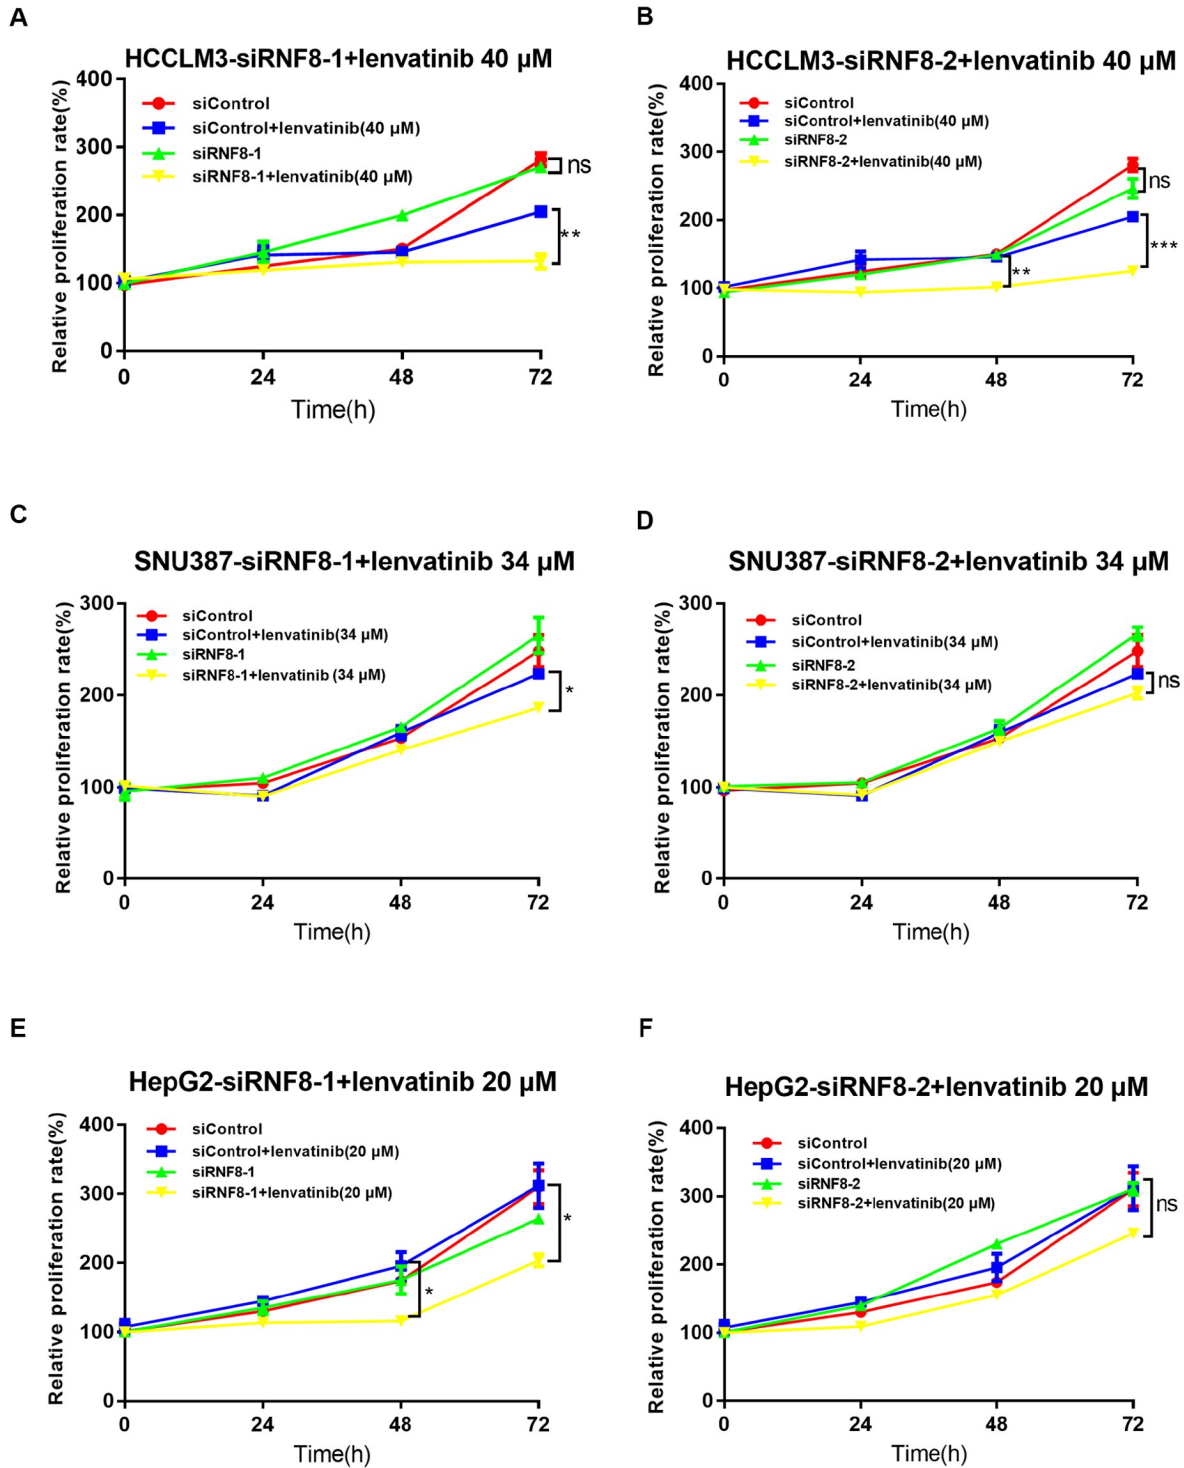 A
HCCLM3-siRNF8-1+lenvatinib 40 µM
Relative proliferation rate(%)
400
300
200
100
0
siControl
siControl+lenvatinib(40 µM)
siRNF8-1
siRNF8-1+lenvatinib(40 µM)
ns
**
0
24
48
72
Time(h)
B
HCCLM3-siRNF8-2+lenvatinib 40 µM
Relative proliferation rate(%)
400
300
200
100
0
siControl
siControl+lenvatinib(40 µM)
siRNF8-2
siRNF8-2+lenvatinib(40 µM)
ns
***
**
0
24
48
72
Time(h)
C
SNU387-siRNF8-1+lenvatinib 34 µM
Relative proliferation rate(%)
300
200
100
0
siControl
siControl+lenvatinib(34 µM)
siRNF8-1
siRNF8-1+lenvatinib (34 µM)
*
0
24
48
72
Time(h)
D
SNU387-siRNF8-2+lenvatinib 34 µM
Relative proliferation rate(%)
300
200
100
0
siControl
siControl+lenvatinib(34 µM)
siRNF8-2
siRNF8-2+lenvatinib(34 µM)
ns
0
24
48
72
Time(h)
E
HepG2-siRNF8-1+lenvatinib 20 µM
Relative proliferation rate(%)
400
300
200
100
0
siControl
siControl+lenvatinib(20 µM)
siRNF8-1
siRNF8-1+lenvatinib(20 µM)
*
*
0
24
48
72
Time(h)
F
HepG2-siRNF8-2+lenvatinib 20 µM
Relative proliferation rate(%)
400
300
200
100
0
siControl
siControl+lenvatinib(20 µM)
siRNF8-2
siRNF8-2+lenvatinib(20 µM)
ns
0
24
48
72
Time(h)